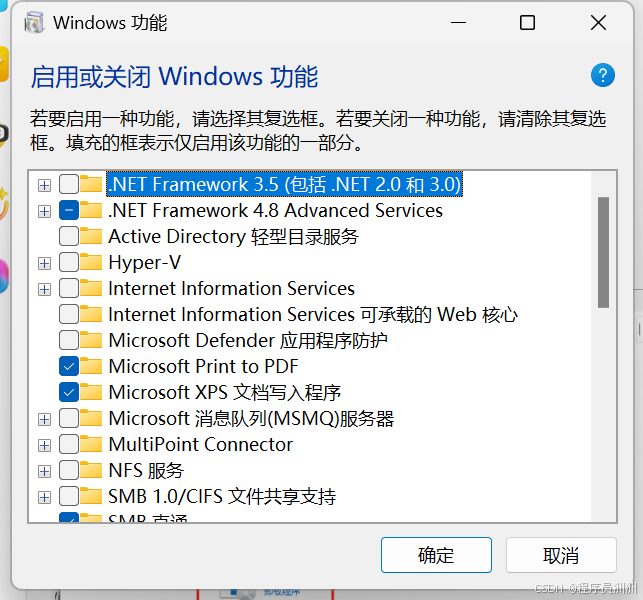 Windows 功能
启用或关闭 Windows 功能
若要启用一种功能，请选择其复选框。若要关闭一种功能，请清除其复选
框。填充的框表示仅启用该功能的一部分。
.NET Framework 3.5 (包括 .NET 2.0 和 3.0)
.NET Framework 4.8 Advanced Services
Active Directory 轻型目录服务
Hyper-V
Internet Information Services
Internet Information Services 可承载的 Web 核心
Microsoft Defender 应用程序防护
Microsoft Print to PDF
Microsoft XPS 文档写入程序
Microsoft 消息队列(MSMQ)服务器
MultiPoint Connector
NFS 服务
SMB 1.0/CIFS 文件共享支持
SMB 直通
确定
取消
卸载程序
CSDN @程序员洲洲